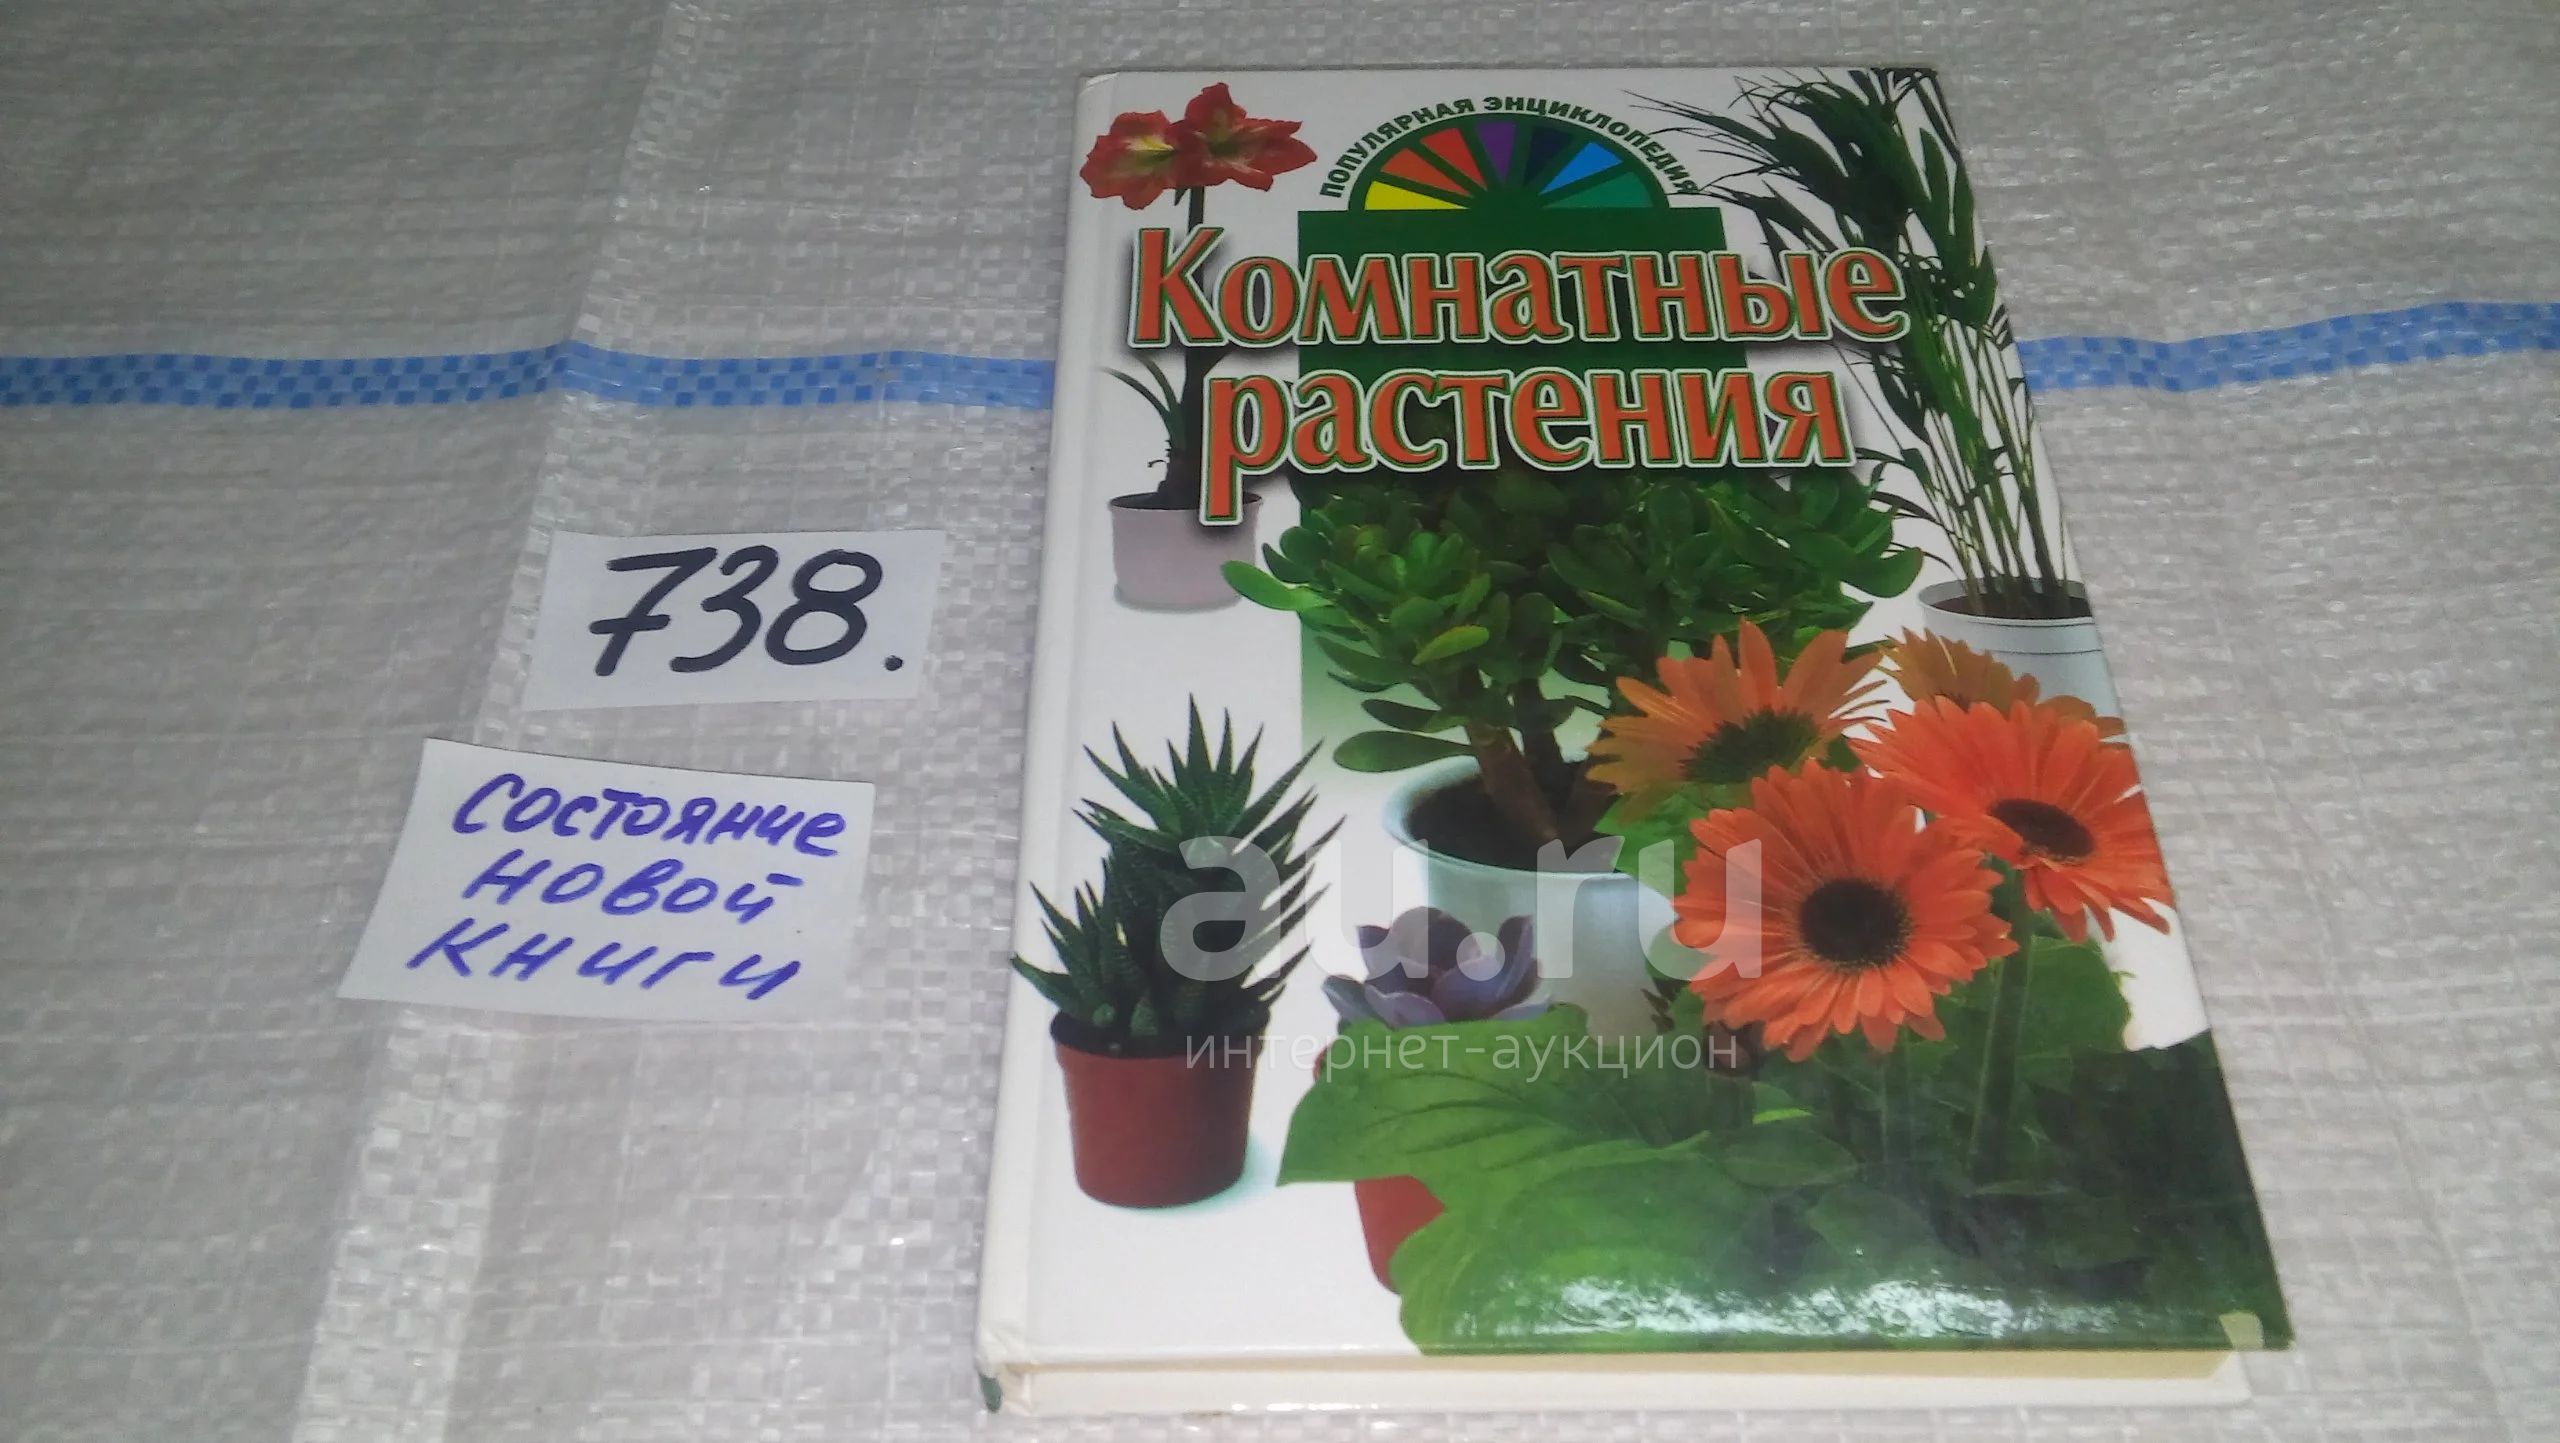 ПОПУЛЯРНАЯ ЭНЦИКЛОПЕДИЯ
Комнатные
растения
738.
состояние
новой
книги
au.ru
интернет-аукцион